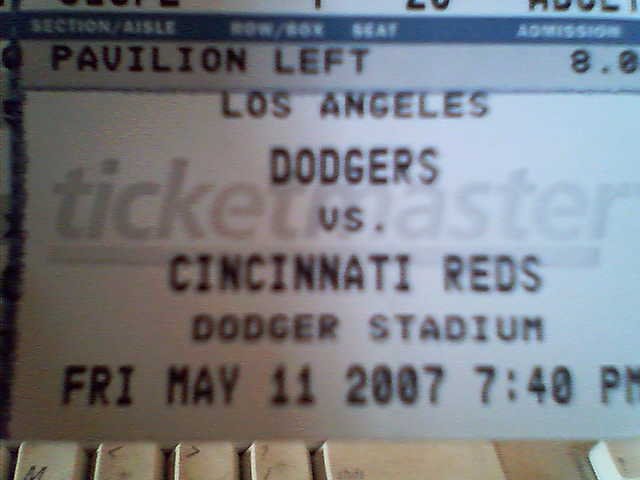 SECTION/AISLE ROW/BOX SEAT ADMISSION
PAVILION LEFT 8.0
LOS ANGELES
DODGERS
ticketmaster
VS.
CINCINNATI REDS
DODGER STADIUM
FRI MAY 11 2007 7:40 PM
M < > ? shift